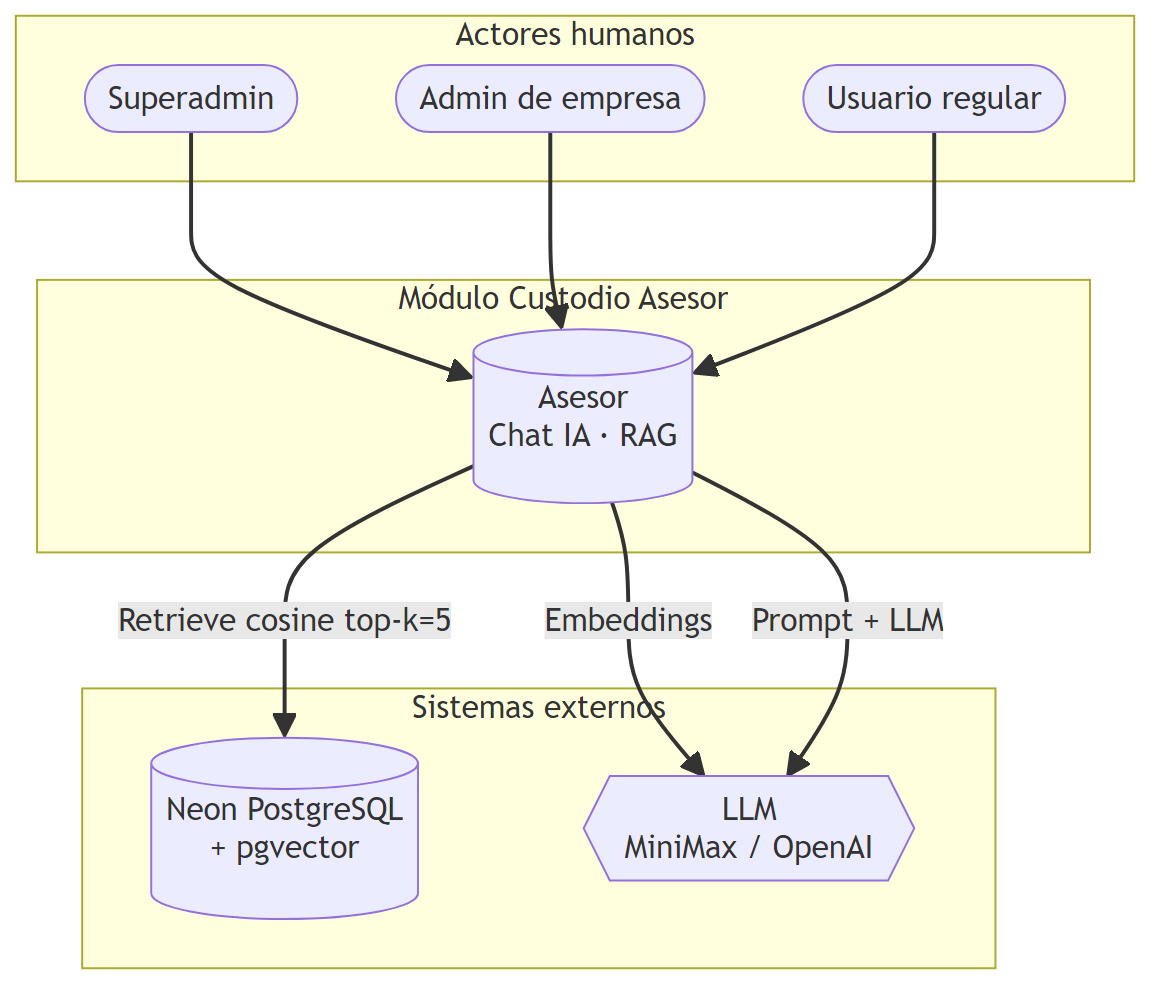 Actores humanos
Superadmin
Admin de empresa
Usuario regular
Módulo Custodio Asesor
Asesor
Chat IA · RAG
Retrieve cosine top-k=5
Embeddings
Prompt + LLM
Sistemas externos
Neon PostgreSQL
+ pgvector
LLM
MiniMax / OpenAI